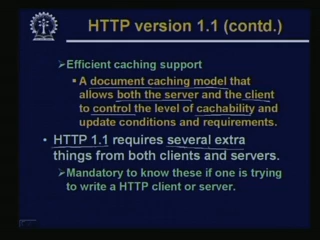 HTTP version 1.1 (contd.)
Efficient caching support
A document caching model that
allows both the server and the client
to control the level of cachability and
update conditions and requirements.
HTTP 1.1 requires several extra
things from both clients and servers.
Mandatory to know these if one is trying
to write a HTTP client or server.